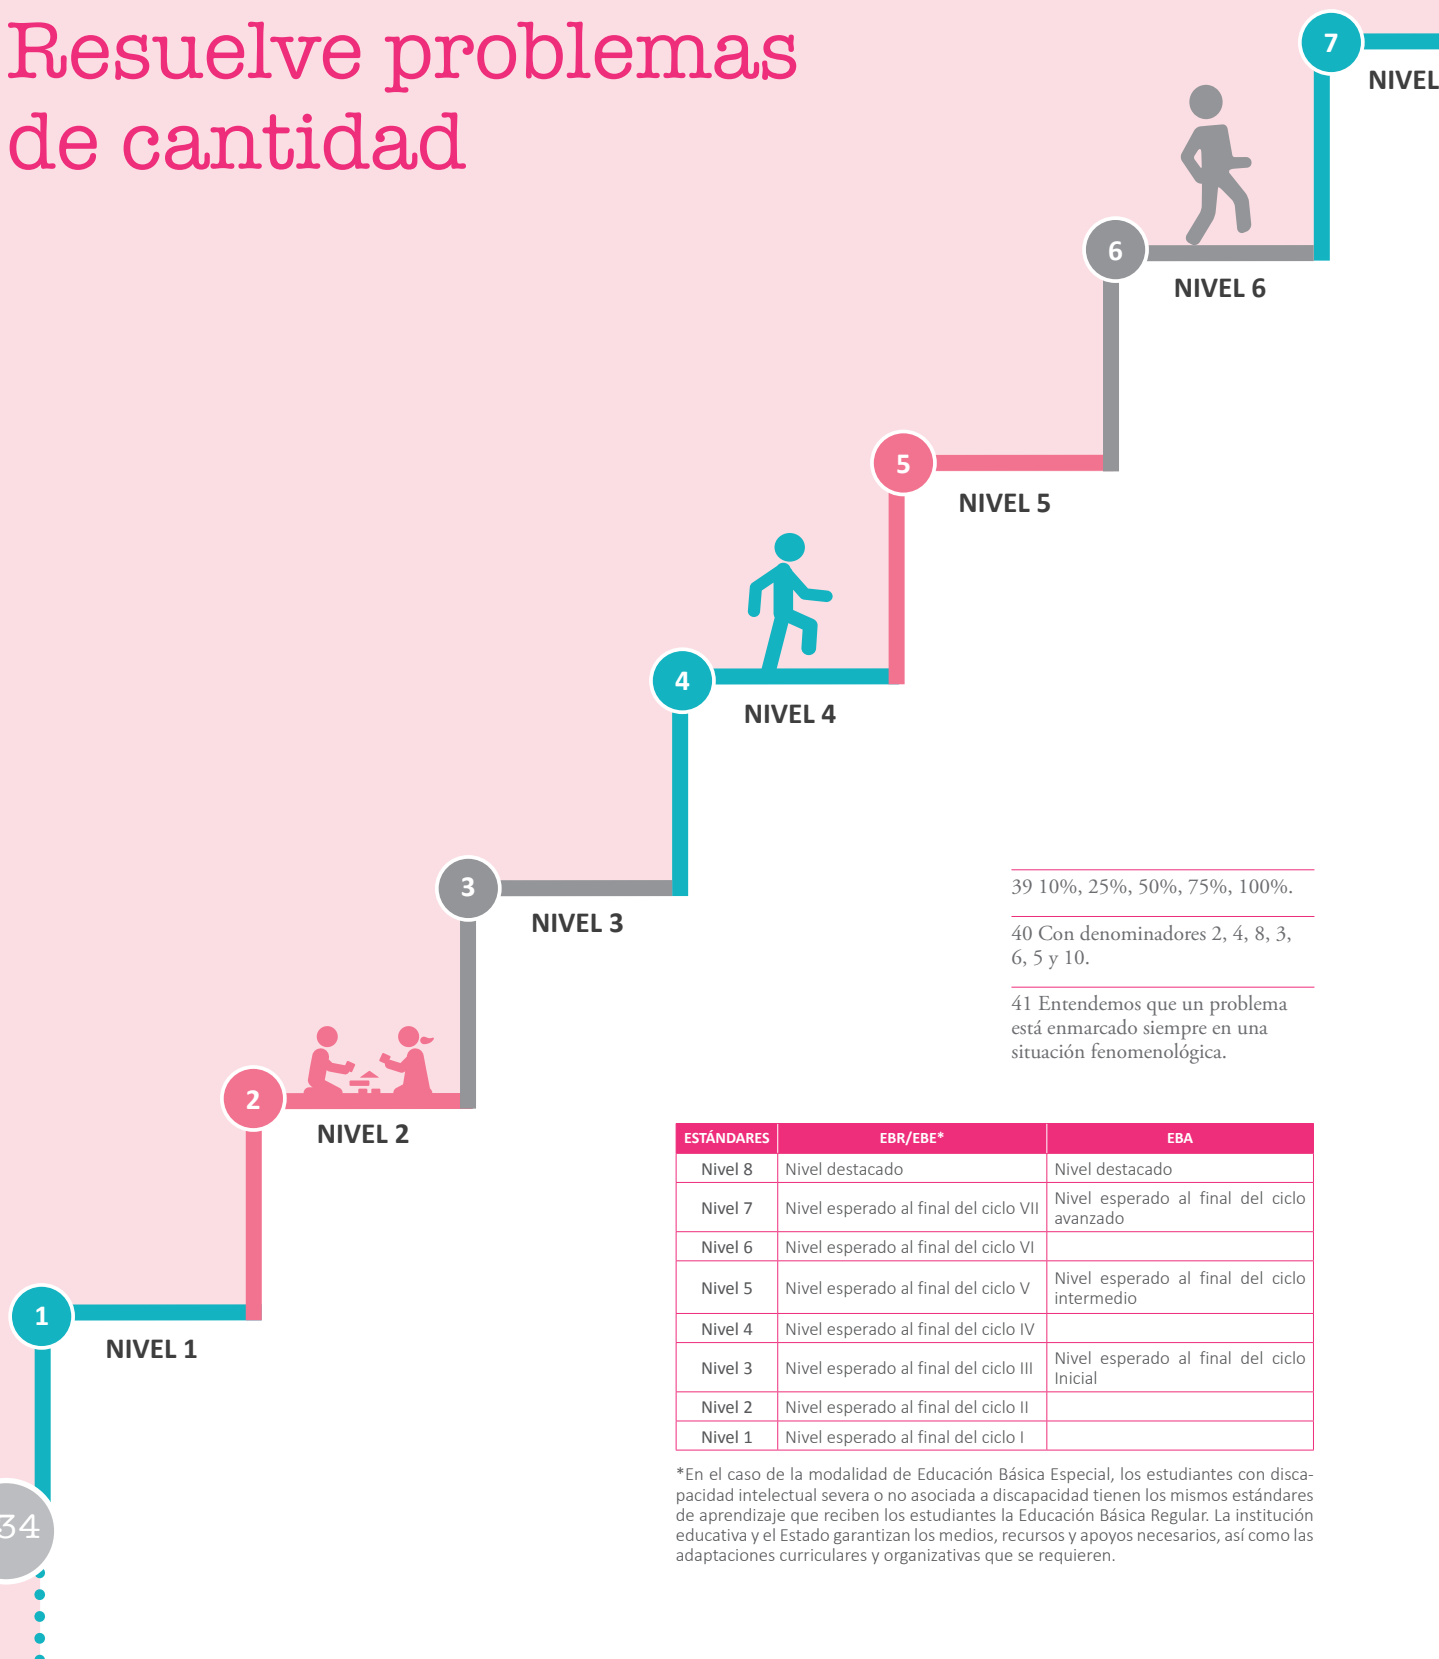 Resuelve problemas
de cantidad
7
NIVEL
6
NIVEL 6
5
NIVEL 5
4
NIVEL 4
3
NIVEL 3
39 10%, 25%, 50%, 75%, 100%.
40 Con denominadores 2, 4, 8, 3,
6, 5 y 10.
41 Entendemos que un problema
está enmarcado siempre en una
situación fenomenológica.
2
NIVEL 2
1
NIVEL 1
ESTÁNDARES EBR/EBE* EBA
Nivel 8 Nivel destacado Nivel destacado
Nivel 7 Nivel esperado al final del ciclo VII Nivel esperado al final del ciclo
avanzado
Nivel 6 Nivel esperado al final del ciclo VI
Nivel 5 Nivel esperado al final del ciclo V Nivel esperado al final del ciclo
intermedio
Nivel 4 Nivel esperado al final del ciclo IV
Nivel 3 Nivel esperado al final del ciclo III Nivel esperado al final del ciclo
Inicial
Nivel 2 Nivel esperado al final del ciclo II
Nivel 1 Nivel esperado al final del ciclo I
*En el caso de la modalidad de Educación Básica Especial, los estudiantes con disca-
pacidad intelectual severa o no asociada a discapacidad tienen los mismos estándares
de aprendizaje que reciben los estudiantes la Educación Básica Regular. La institución
educativa y el Estado garantizan los medios, recursos y apoyos necesarios, así como las
adaptaciones curriculares y organizativas que se requieren.
34